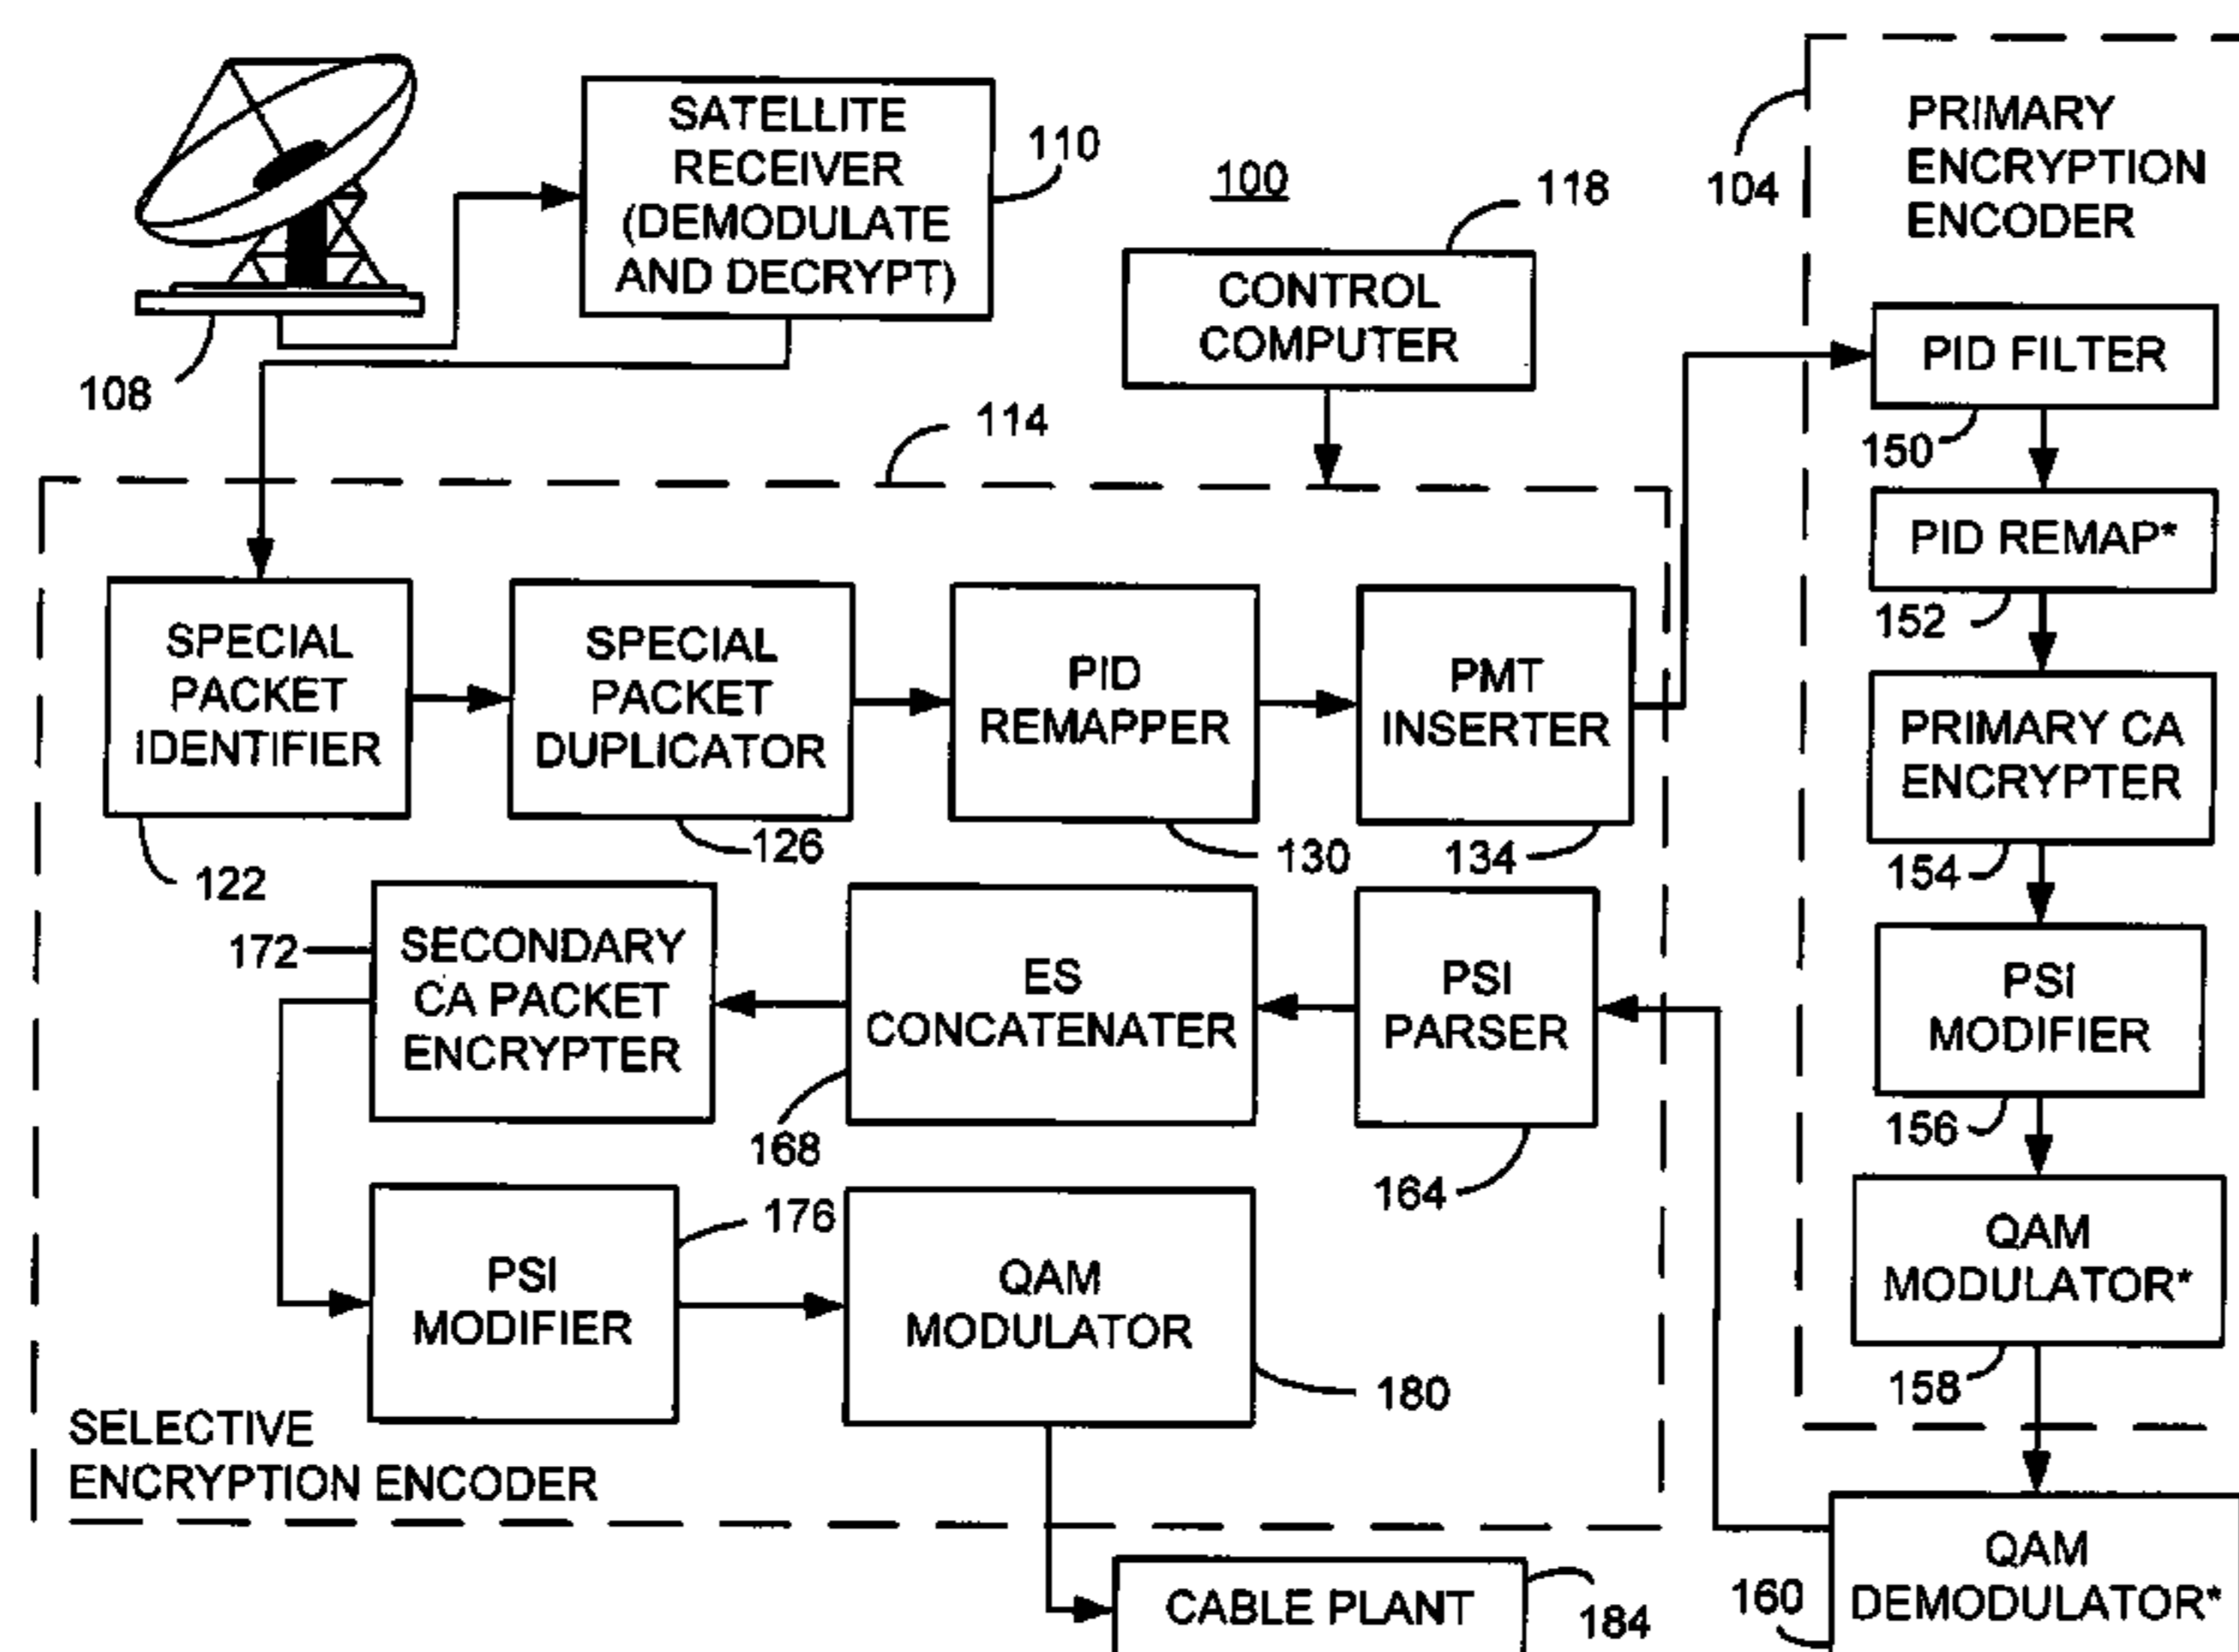 SATELLITE
RECEIVER
(DEMODULATE
AND DECRYPT)
110
108
100
118
CONTROL
COMPUTER
104
PRIMARY
ENCRYPTION
ENCODER
PID FILTER
150
PID REMAP*
152
PRIMARY CA
ENCRYPTER
154
PSI
MODIFIER
156
QAM
MODULATOR*
158
QAM
DEMODULATOR*
160
114
SPECIAL
PACKET
IDENTIFIER
122
SPECIAL
PACKET
DUPLICATOR
126
PID
REMAPPER
130
PMT
INSERTER
134
172
SECONDARY
CA PACKET
ENCRYPTER
ES
CONCATENATER
168
PSI
PARSER
164
PSI
MODIFIER
176
QAM
MODULATOR
180
SELECTIVE
ENCRYPTION ENCODER
CABLE PLANT
184